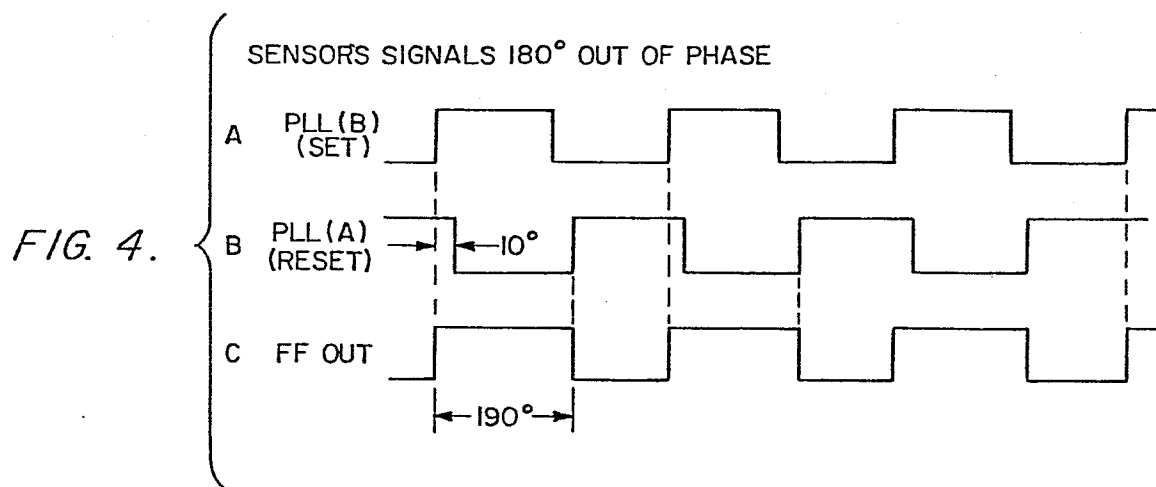 SENSORS SIGNALS 180° OUT OF PHASE
A PLL(B)
(SET)
FIG. 4.
B PLL(A)
(RESET)
10°
C FF OUT
190°